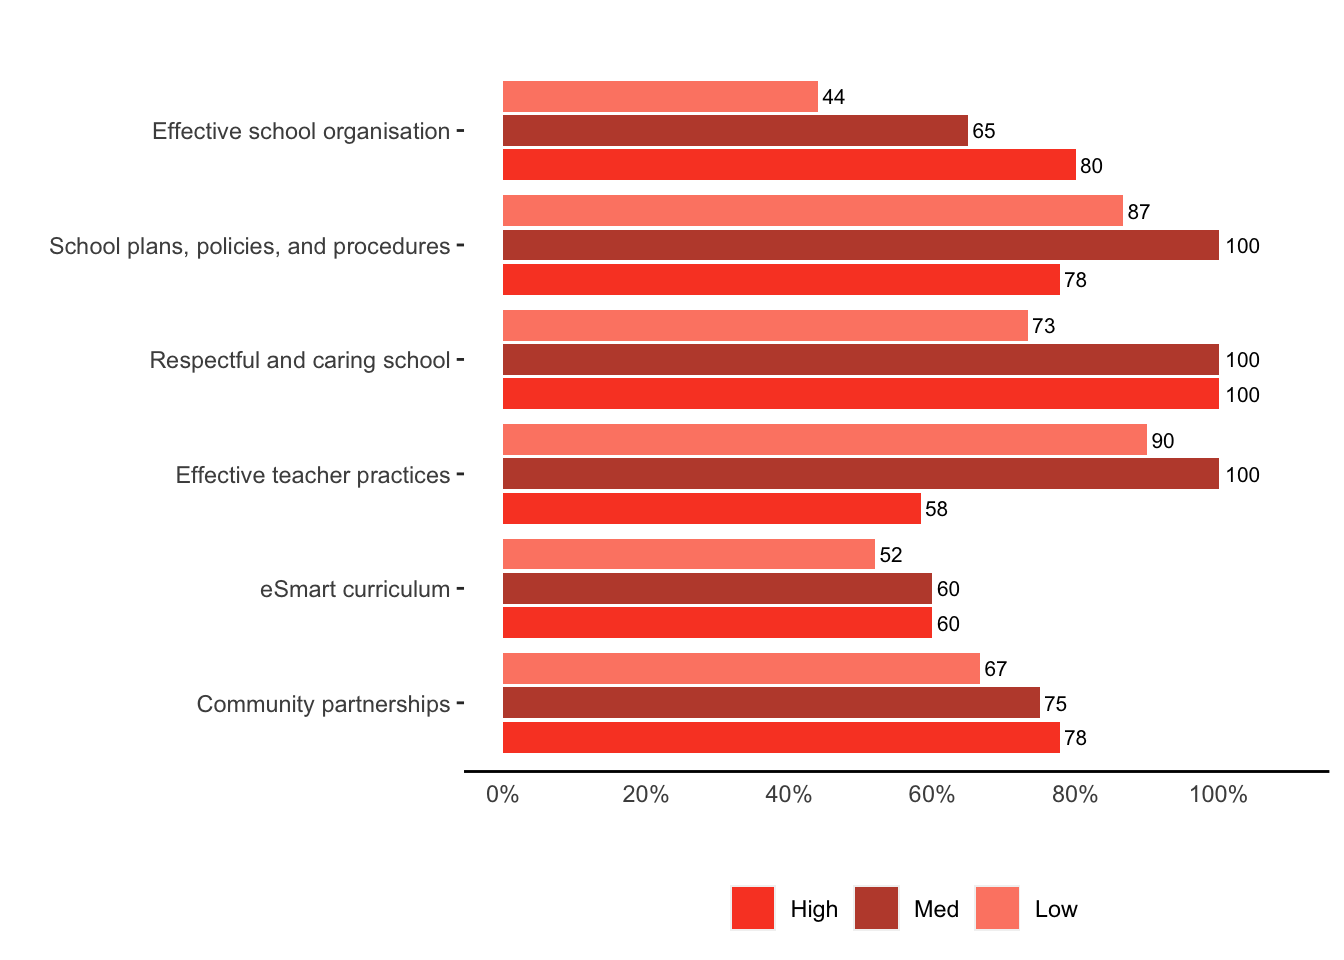 44
Effective school organisation
65
80
87
School plans, policies, and procedures
100
78
73
Respectful and caring school
100
100
90
Effective teacher practices
100
58
52
eSmart curriculum
60
60
67
Community partnerships
75
78
0% 20% 40% 60% 80% 100%
High Med Low